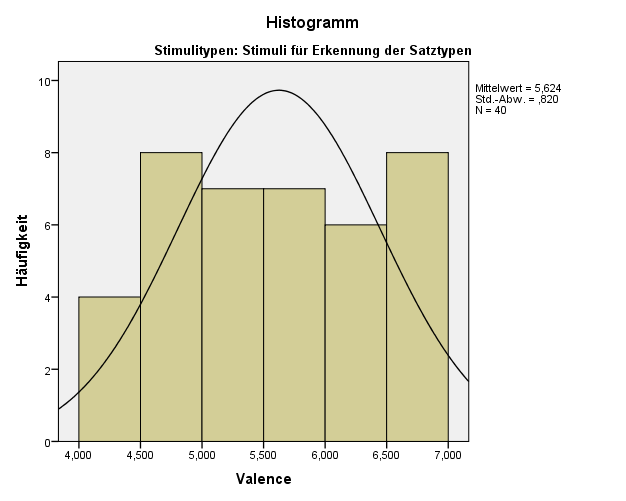 Histogramm
Stimulitypen: Stimuli für Erkennung der Satztypen
Mittelwert = 5,624
Std.-Abw. = ,820
N = 40
Häufigkeit
10
8
6
4
2
0
4,000 4,500 5,000 5,500 6,000 6,500 7,000
Valence